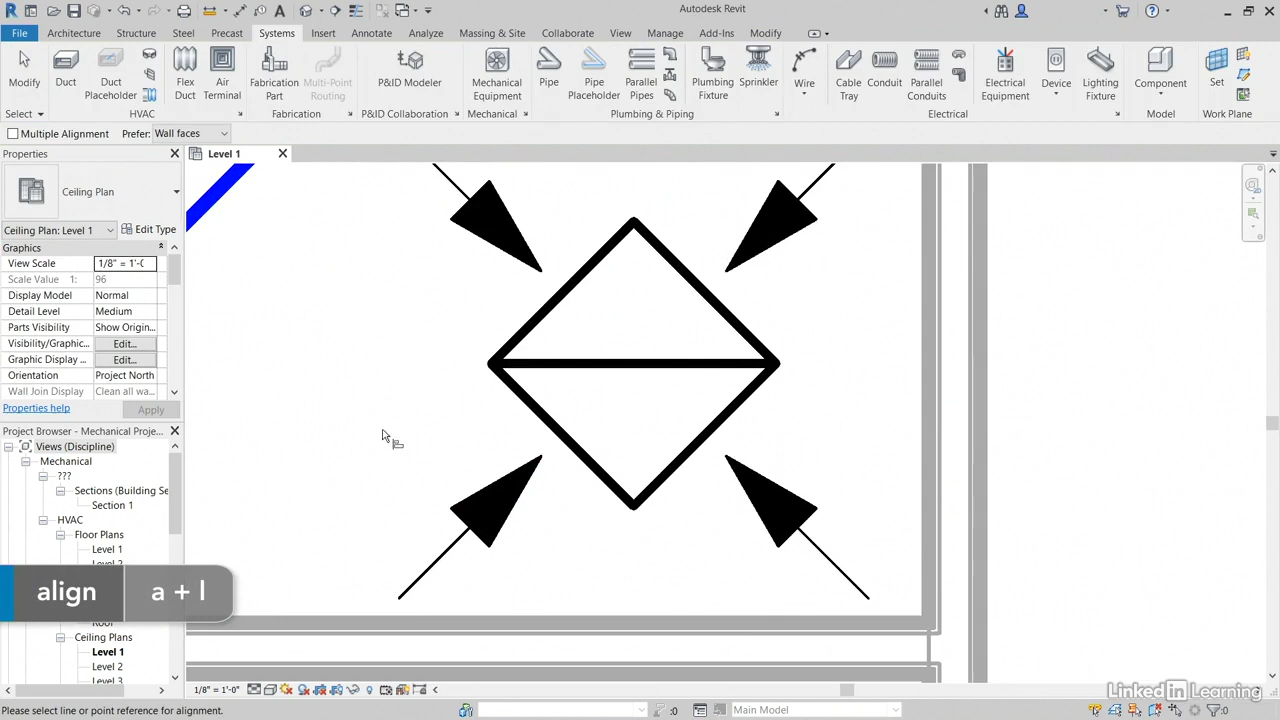 Autodesk Revit
File Architecture Structure Steel Precast Systems Insert Annotate Analyze Massing & Site Collaborate View Manage Add-Ins Modify
Modify Duct Duct Placeholder Flex Duct Air Terminal Fabrication Part Multi-Point Routing P&ID Modeler Mechanical Equipment Pipe Pipe Placeholder Parallel Pipes Plumbing Fixture Sprinkler Wire Cable Tray Conduit Parallel Conduits Electrical Equipment Device Lighting Fixture Component Set
Select HVAC Fabrication P&ID Collaboration Mechanical Plumbing & Piping Electrical Model Work Plane
Multiple Alignment Prefer: Wall faces
Properties Level 1
Ceiling Plan
Ceiling Plan: Level 1 Edit Type
Graphics
View Scale 1/8" = 1'-0
Scale Value 1: 96
Display Model Normal
Detail Level Medium
Parts Visibility Show Origin...
Visibility/Graphic... Edit...
Graphic Display ... Edit...
Orientation Project North
Wall Join Display Clean all wa...
Properties help Apply
Project Browser - Mechanical Proje...
Views (Discipline)
Mechanical
???
Sections (Building Se
Section 1
HVAC
Floor Plans
Level 1
align a + l
Ceiling Plans
Level 1
Level 2
Level 3
1/8" = 1'-0"
Linked in Learning
Please select line or point reference for alignment. :0 Main Model :0